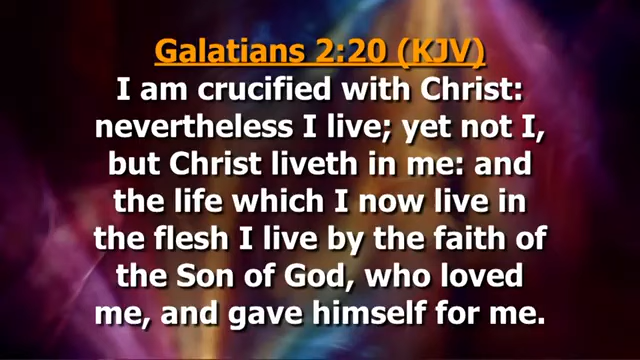 Galatians 2:20 (KJV)
I am crucified with Christ:
nevertheless I live; yet not I,
but Christ liveth in me: and
the life which I now live in
the flesh I live by the faith of
the Son of God, who loved
me, and gave himself for me.